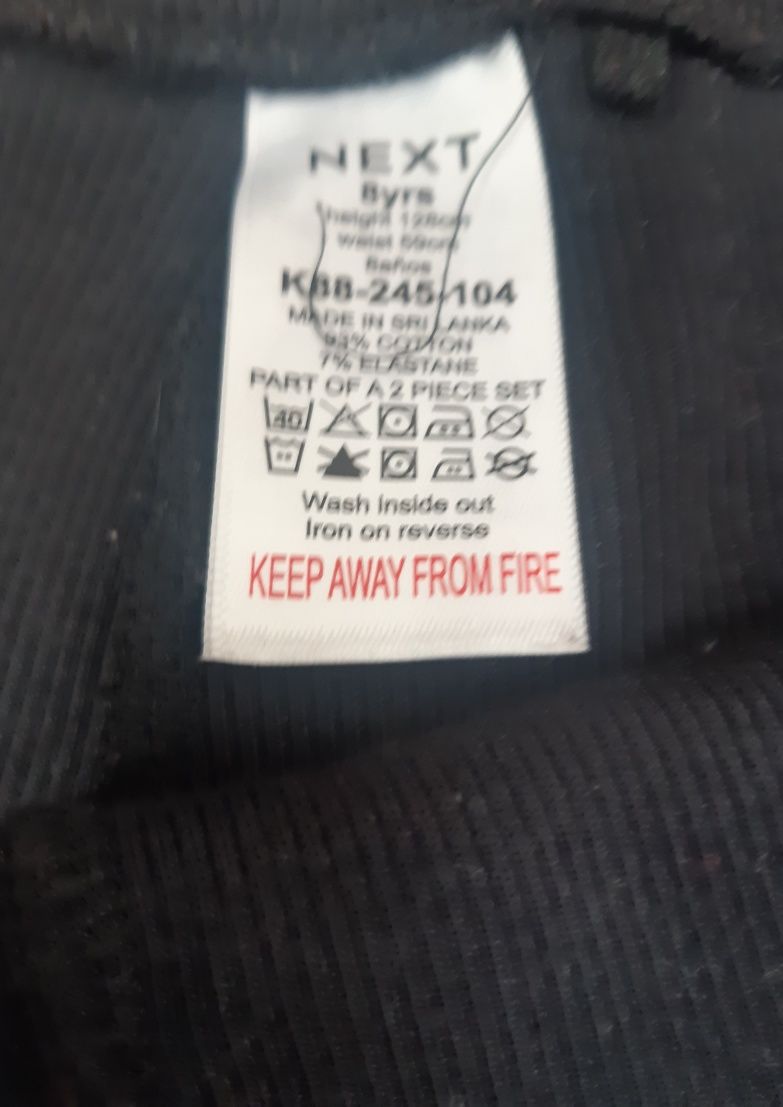 NEXT
8yrs
height 128cm
waist 59cm
8años
K88-245-104
MADE IN SRI LANKA
93% COTTON
7% ELASTANE
PART OF A 2 PIECE SET
40
Wash inside out
Iron on reverse
KEEP AWAY FROM FIRE